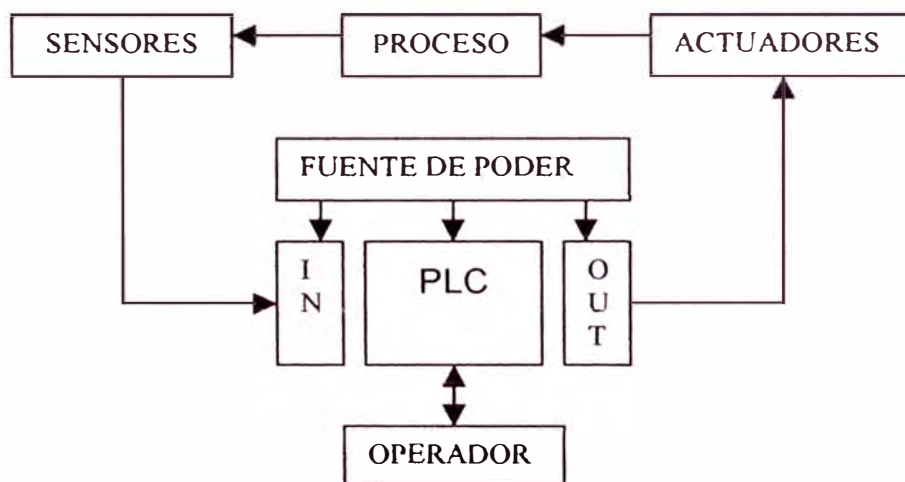 SENSORES
PROCESO
ACTUADORES
FUENTE DE PODER
I
N
PLC
O
U
T
OPERADOR